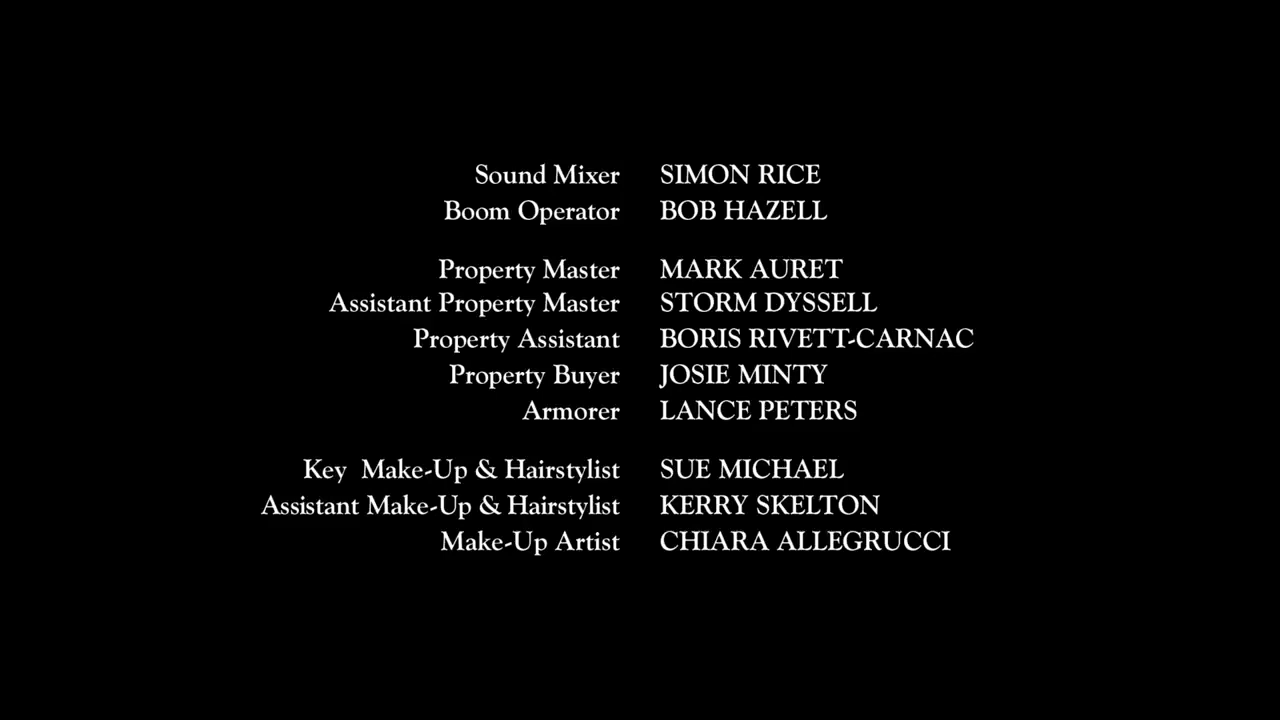 Sound Mixer SIMON RICE
Boom Operator BOB HAZELL
Property Master MARK AURET
Assistant Property Master STORM DYSSELL
Property Assistant BORIS RIVETT-CARNAC
Property Buyer JOSIE MINTY
Armorer LANCE PETERS
Key Make-Up & Hairstylist SUE MICHAEL
Assistant Make-Up & Hairstylist KERRY SKELTON
Make-Up Artist CHIARA ALLEGRUCCI